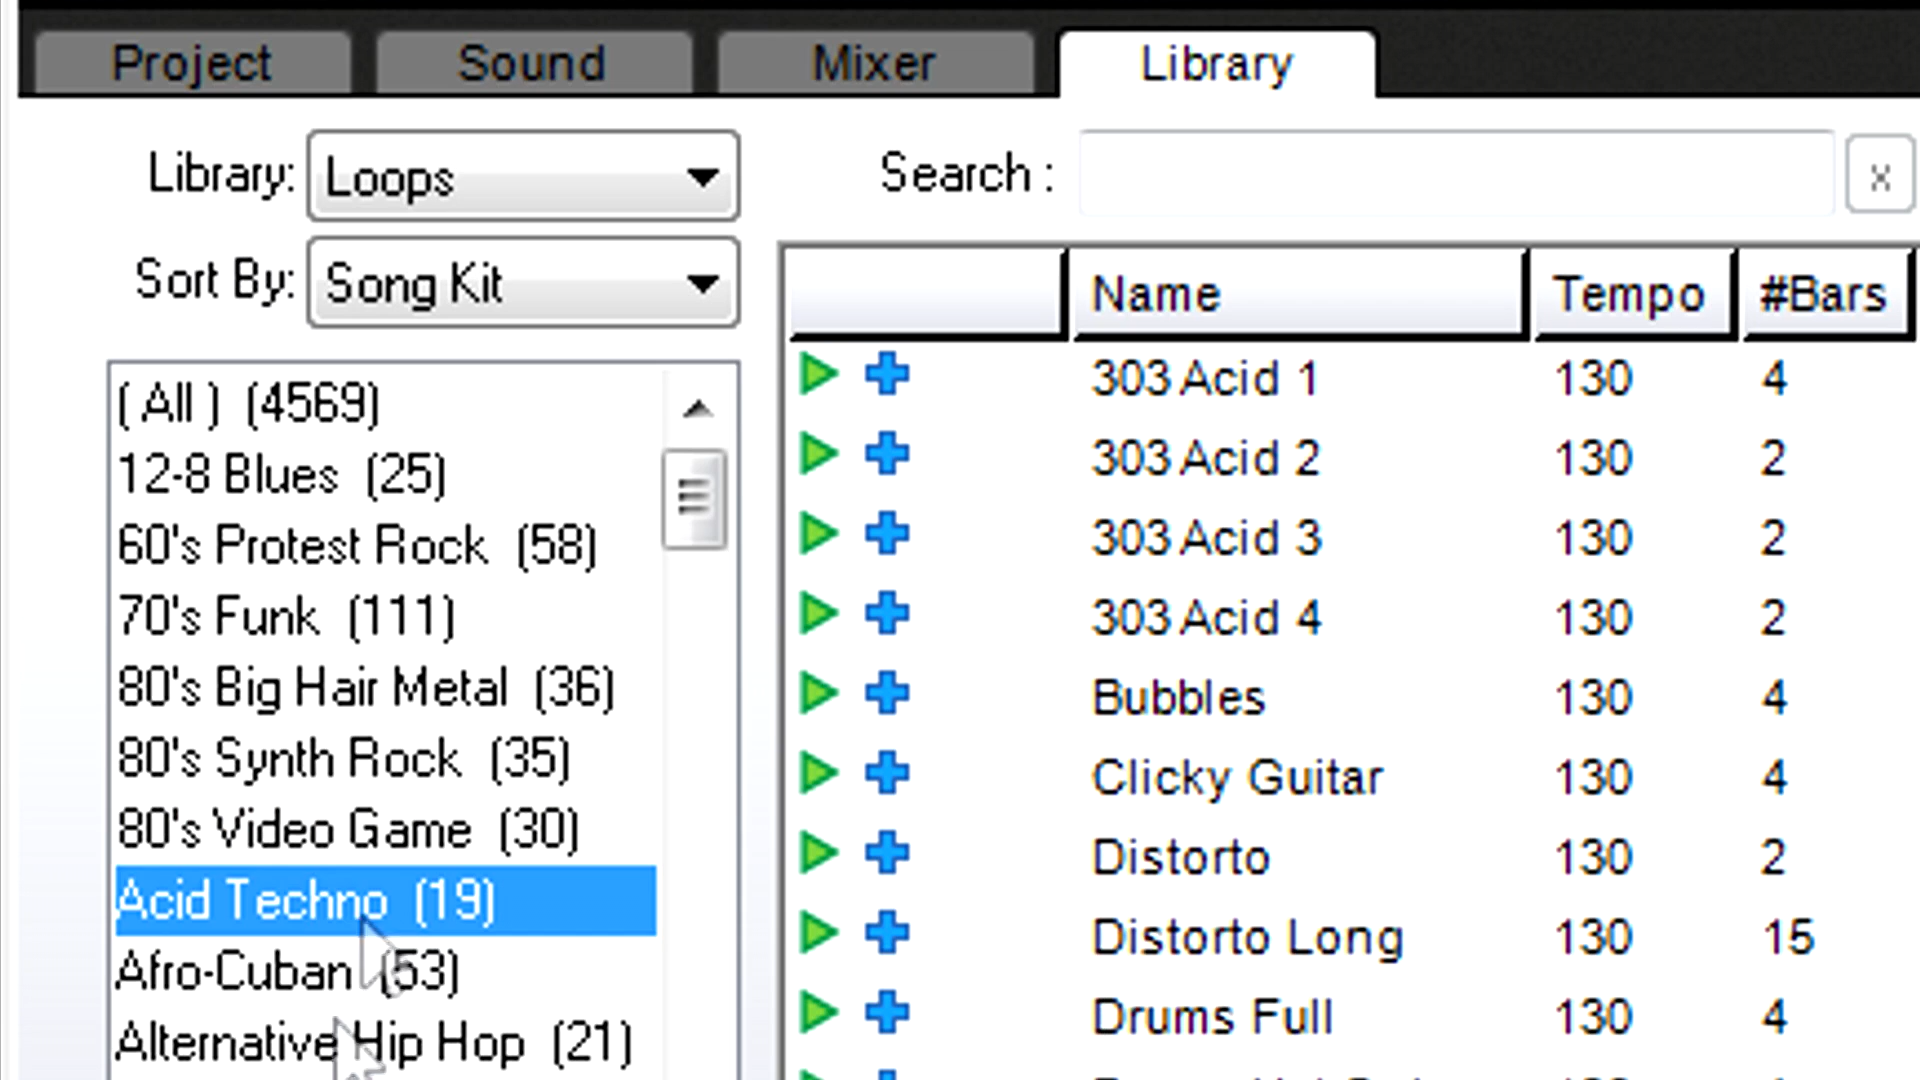 Project Sound Mixer Library
Library: Loops
Search : x
Sort By: Song Kit
( All ) (4569)
12-8 Blues (25)
60's Protest Rock (58)
70's Funk (111)
80's Big Hair Metal (36)
80's Synth Rock (35)
80's Video Game (30)
Acid Techno (19)
Afro-Cuban (53)
Alternative Hip Hop (21)
Name Tempo #Bars
303 Acid 1 130 4
303 Acid 2 130 2
303 Acid 3 130 2
303 Acid 4 130 2
Bubbles 130 4
Clicky Guitar 130 4
Distorto 130 2
Distorto Long 130 15
Drums Full 130 4